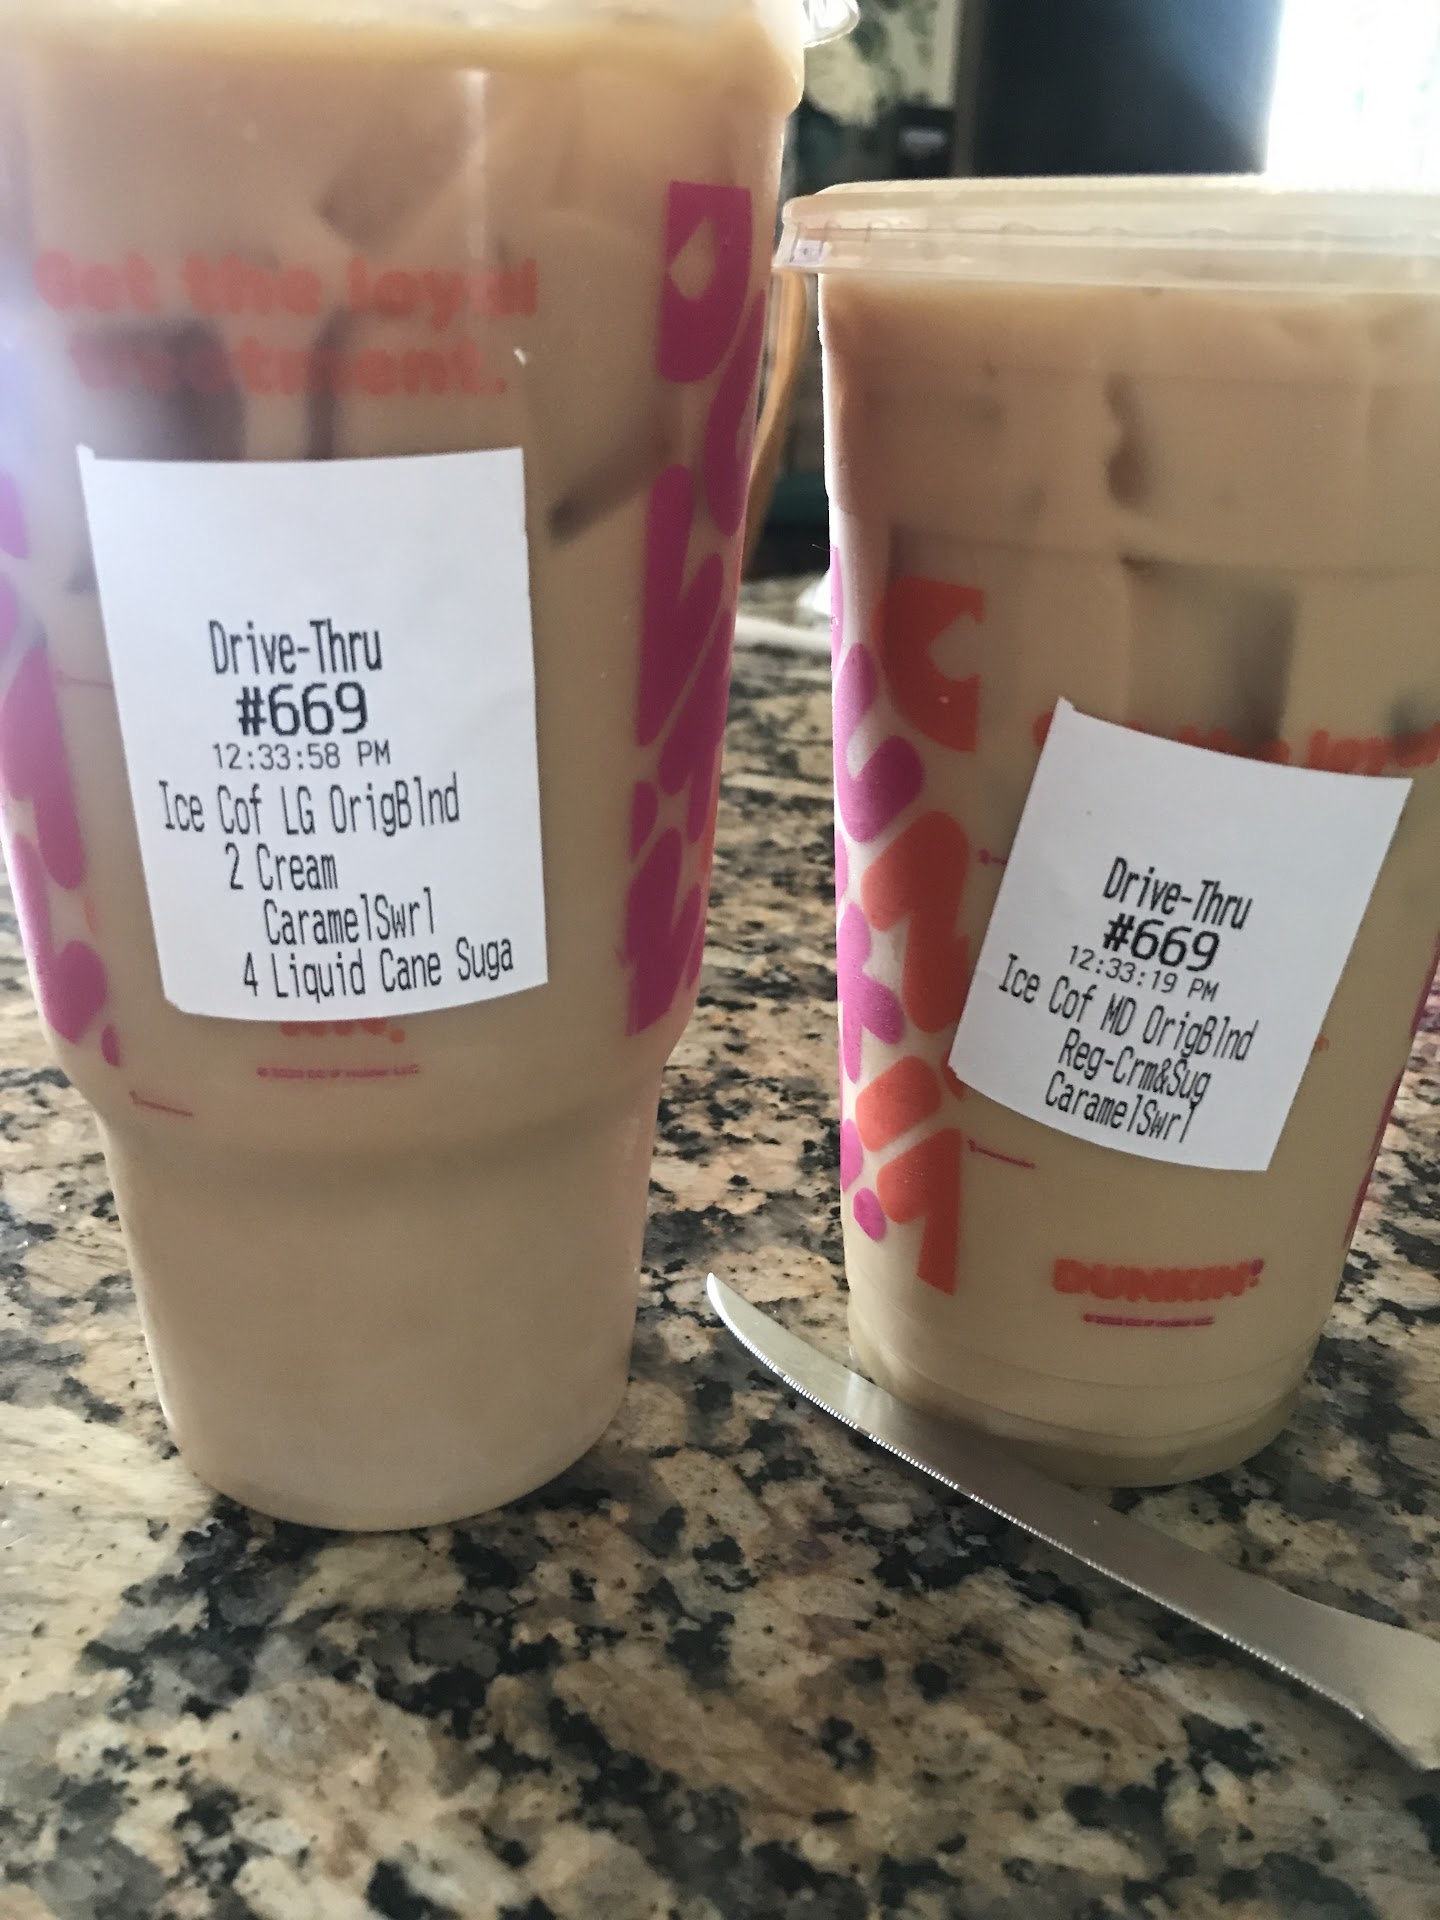 Get the loyal
treatment.
Drive-Thru
#669
12:33:58 PM
Ice Cof LG OrigBlnd
2 Cream
CaramelSwrl
4 Liquid Cane Suga
Drive-Thru
#669
12:33:19 PM
Ice Cof MD OrigBlnd
Reg-Crm&Sug
CaramelSwrl
DUNKIN'